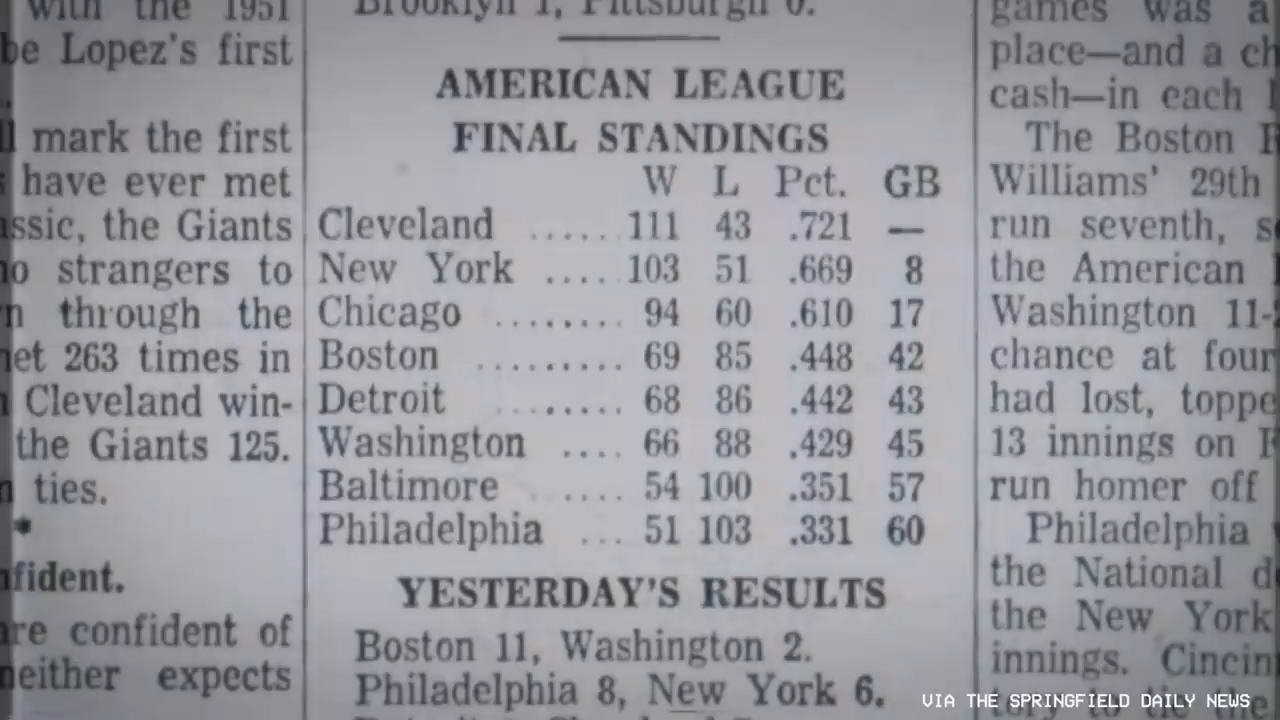 with the 1951
be Lopez's first
mark the first
have ever met
the Giants
strangers to
through the
263 times in
Cleveland win-
the Giants 125.
ties.
*
are confident of
neither expects
Brooklyn 1, Pittsburgh 0.
AMERICAN LEAGUE
FINAL STANDINGS
W L Pct. GB
Cleveland ......111 43 .721 —
New York .....103 51 .669 8
Chicago ........ 94 60 .610 17
Boston ......... 69 85 .448 42
Detroit ......... 68 86 .442 43
Washington .... 66 88 .429 45
Baltimore ...... 54 100 .351 57
Philadelphia ... 51 103 .331 60
YESTERDAY'S RESULTS
Boston 11, Washington 2.
Philadelphia 8, New York 6.
games was a
place—and a
cash—in each
The Boston
Williams' 29th
run seventh,
the American
Washington 11-
chance at four
had lost,
13 innings on
run homer off
Philadelphia
the National
the New York
innings.
VIA THE SPRINGFIELD DAILY NEWS